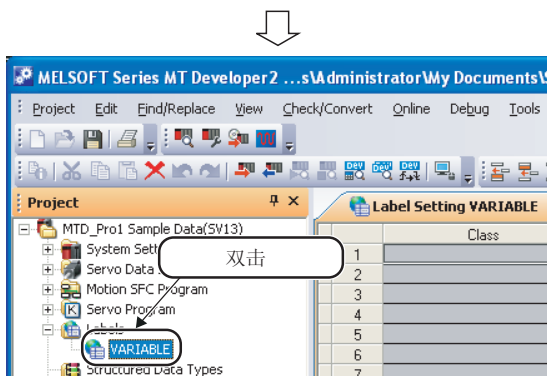 MELSOFT Series MT Developer2 ...s\Administrator\My Documents\
Project Edit Find/Replace View Check/Convert Online Debug Tools
Project
Label Setting VARIABLE
MTD_Pro1 Sample Data(SV13)
Class
System Sett
双击
1
Servo Data
2
Motion SFC Program
3
Servo Program
4
Labels
5
VARIABLE
6
Structured Data Types
7